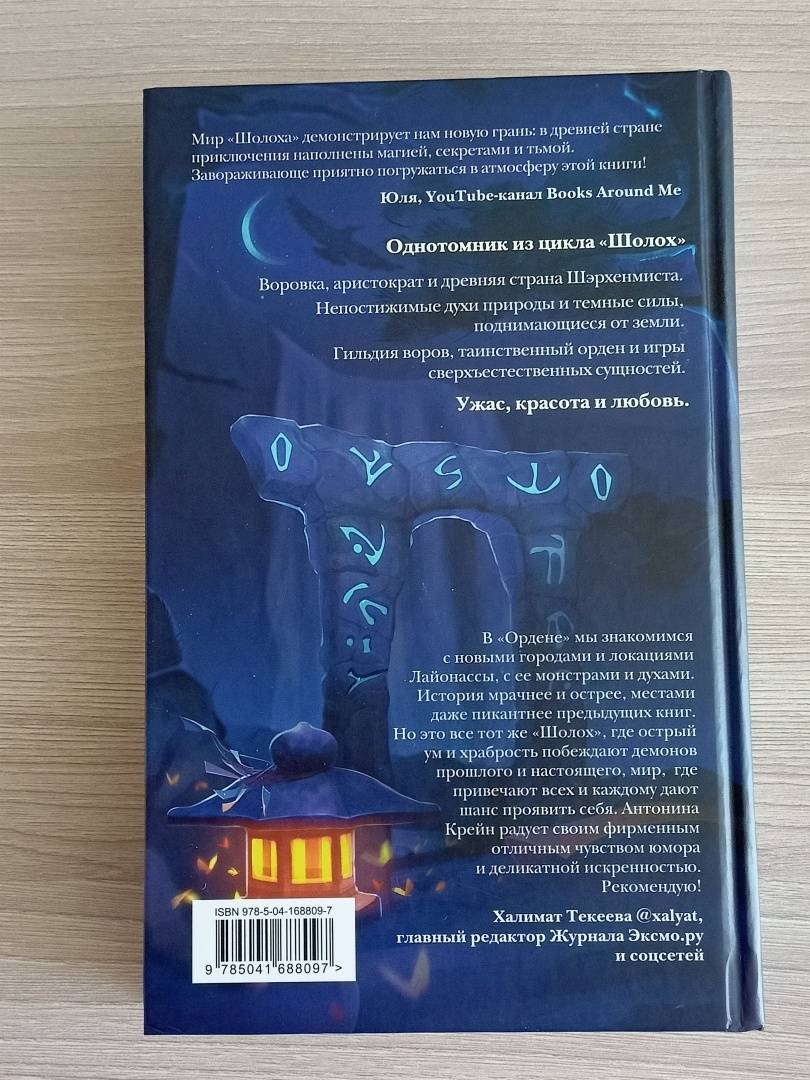 Мир «Шолоха» демонстрирует нам новую грань: в древней стране
приключения наполнены магией, секретами и тьмой.
Завораживающе приятно погружаться в атмосферу этой книги!
Юля, YouTube-канал Books Around Me
Однотомник из цикла «Шолох»
Воровка, аристократ и древняя страна Шэрхенмиста.
Непостижимые духи природы и темные силы,
поднимающиеся от земли.
Гильдия воров, таинственный орден и игры
сверхъестественных сущностей.
Ужас, красота и любовь.
В «Ордене» мы знакомимся
с новыми городами и локациями
Лайонассы, с ее монстрами и духами.
История мрачнее и острее, местами
даже пикантнее предыдущих книг.
Но это все тот же «Шолох», где острый
ум и храбрость побеждают демонов
прошлого и настоящего, мир, где
привечают всех и каждому дают
шанс проявить себя. Антонина
Крейн радует своим фирменным
отличным чувством юмора
и деликатной искренностью.
Рекомендую!
Халимат Текеева @xalyat,
главный редактор Журнала Эксмо.ру
и соцсетей
ISBN 978-5-04-168809-7
9 785041 688097 >